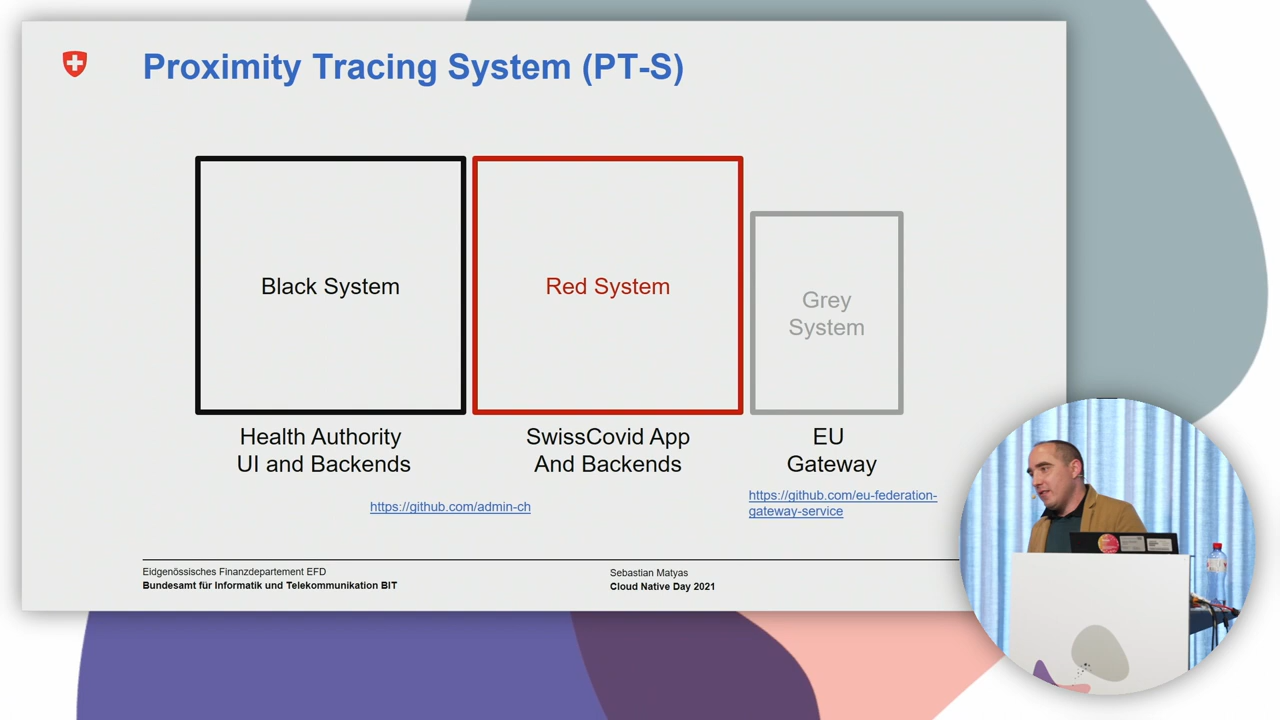 Proximity Tracing System (PT-S)
Black System
Red System
Grey
System
Health Authority
UI and Backends
SwissCovid App
And Backends
EU
Gateway
https://github.com/admin-ch
https://github.com/eu-federation-
gateway-service
Eidgenössisches Finanzdepartement EFD
Bundesamt für Informatik und Telekommunikation BIT
Sebastian Matyas
Cloud Native Day 2021